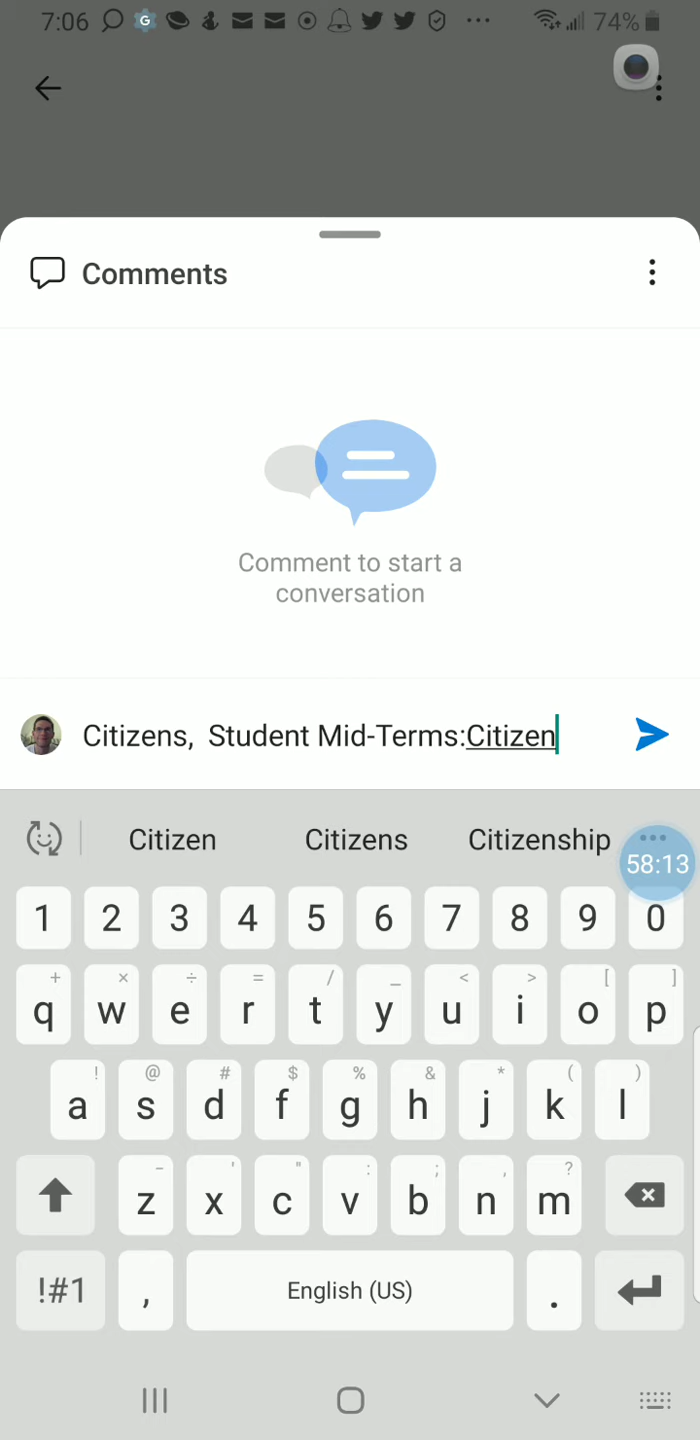 7:06 G 74%
Comments
Comment to start a
conversation
Citizens,  Student Mid-Terms:Citizen
Citizen Citizens Citizenship
58:13
1 2 3 4 5 6 7 8 9 0
+ × ÷ = / _ < > [ ]
q w e r t y u i o p
! @ # $ % & * ( )
a s d f g h j k l
- ' " : ; , ?
z x c v b n m
!#1 , English (US) .